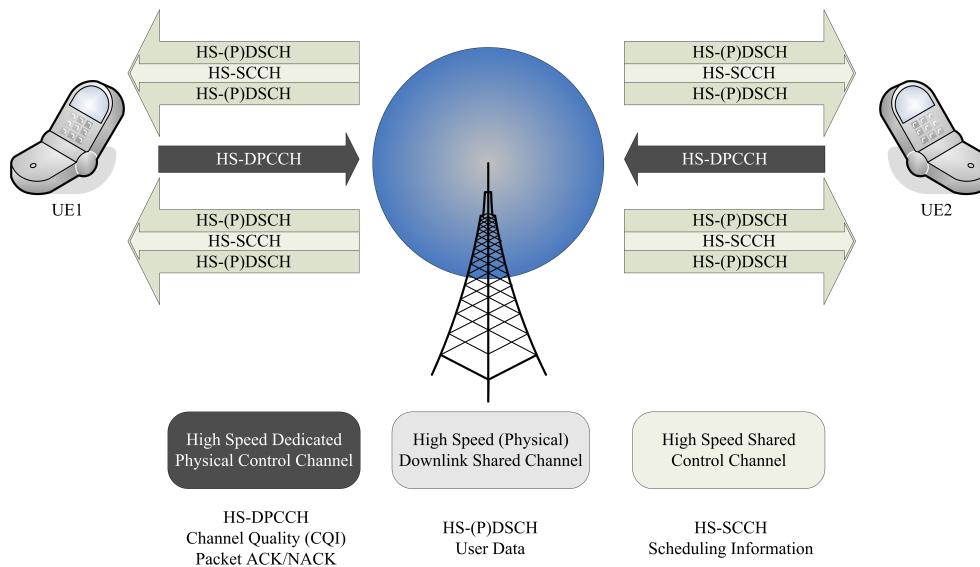 HS-(P)DSCH
HS-SCCH
HS-(P)DSCH
HS-(P)DSCH
HS-SCCH
HS-(P)DSCH
HS-DPCCH
HS-DPCCH
UE1
UE2
HS-(P)DSCH
HS-SCCH
HS-(P)DSCH
HS-(P)DSCH
HS-SCCH
HS-(P)DSCH
High Speed Dedicated
Physical Control Channel
High Speed (Physical)
Downlink Shared Channel
High Speed Shared
Control Channel
HS-DPCCH
Channel Quality (CQI)
Packet ACK/NACK
HS-(P)DSCH
User Data
HS-SCCH
Scheduling Information